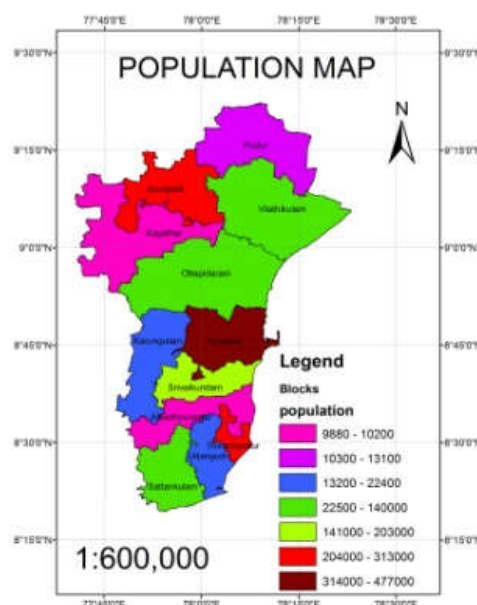 77°45'0"E 78°0'0"E 78°15'0"E 78°30'0"E
POPULATION MAP
N
9°30'0"N 9°30'0"N
9°15'0"N 9°15'0"N
Pudur
Vilathikulam
Kayathar
9°0'0"N 9°0'0"N
Ottapidaram
Karungulam
8°45'0"N 8°45'0"N
Srivaikundam
Legend
Blocks
population
9880 - 10200
10300 - 13100
13200 - 22400
22500 - 140000
141000 - 203000
204000 - 313000
314000 - 477000
8°30'0"N 8°30'0"N
Sattankulam
8°15'0"N 8°15'0"N
1:600,000
77°45'0"E 78°0'0"E 78°15'0"E 78°30'0"E